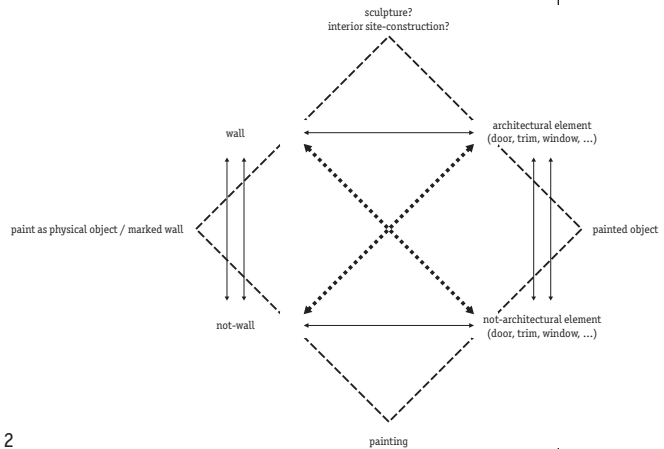 sculpture?
interior site-construction?
wall
architectural element
(door, trim, window, ...)
paint as physical object / marked wall
painted object
not-wall
not-architectural element
(door, trim, window, ...)
2
painting